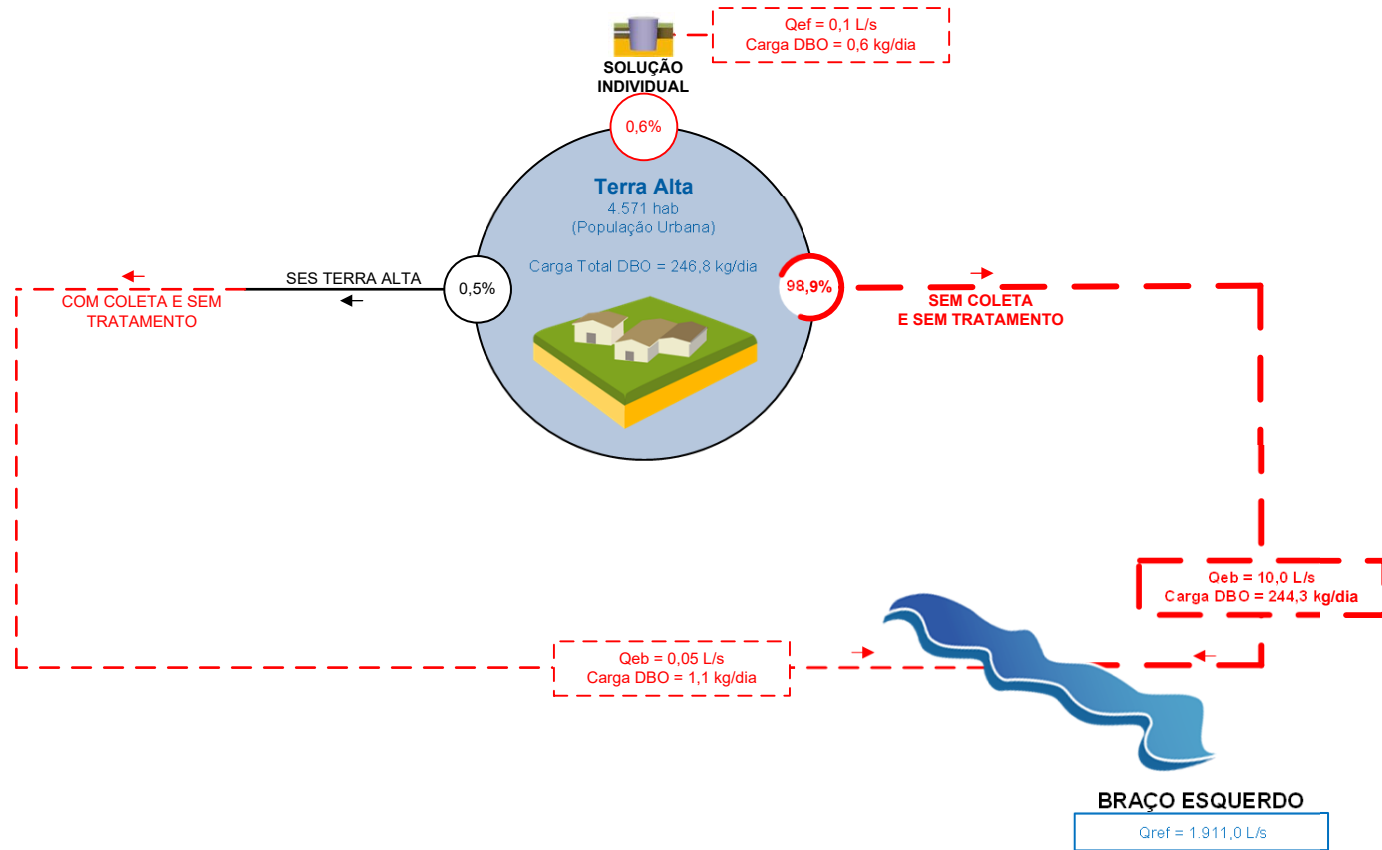 Qef = 0,1 L/s
Carga DBO = 0,6 kg/dia
SOLUÇÃO
INDIVIDUAL
0,6%
Terra Alta
4.571 hab
(População Urbana)
Carga Total DBO = 246,8 kg/dia
SES TERRA ALTA
0,5%
98,9%
COM COLETA E SEM
TRATAMENTO
SEM COLETA
E SEM TRATAMENTO
Qeb = 10,0 L/s
Carga DBO = 244,3 kg/dia
Qeb = 0,05 L/s
Carga DBO = 1,1 kg/dia
BRAÇO ESQUERDO
Qref = 1.911,0 L/s